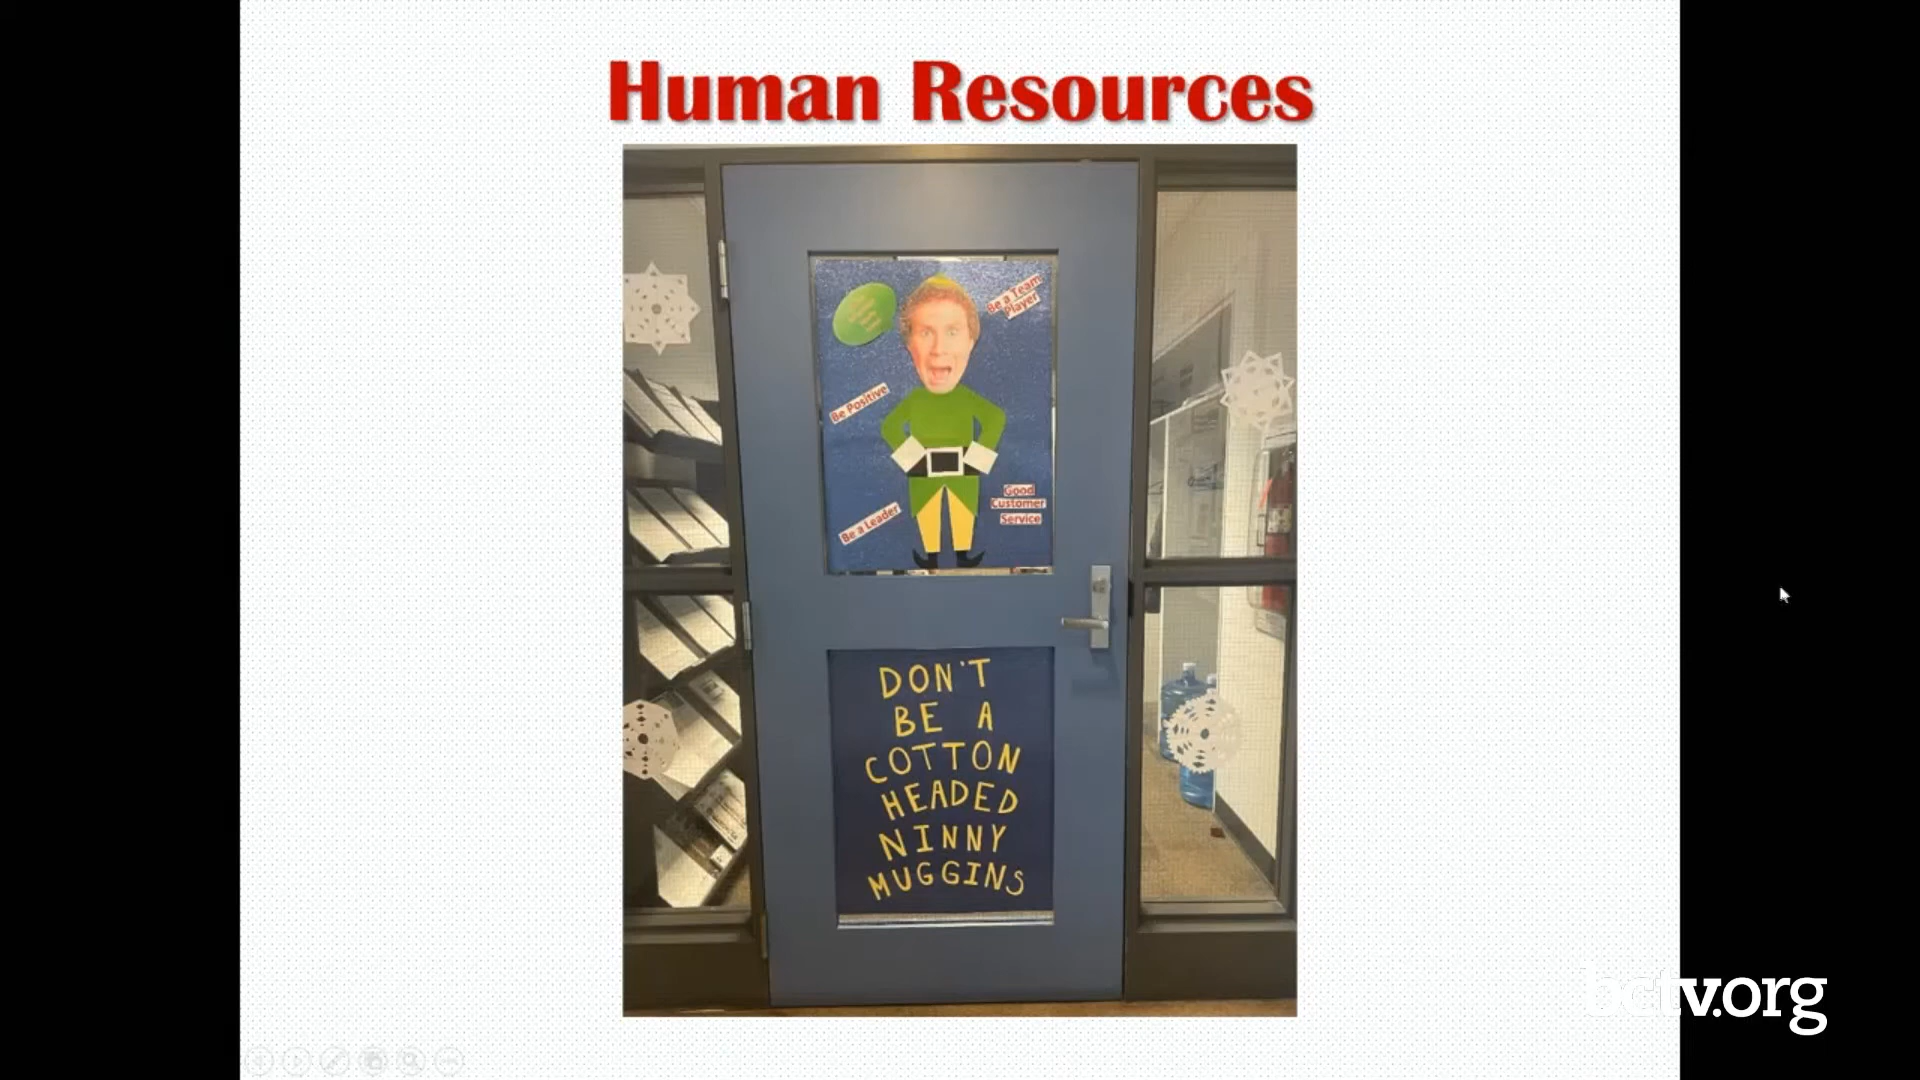 Human Resources
Be a Team
Player
Be Positive
Good
Customer
Service
Be a Leader
DON'T
BE A
COTTON
HEADED
NINNY
MUGGINS
bctv.org